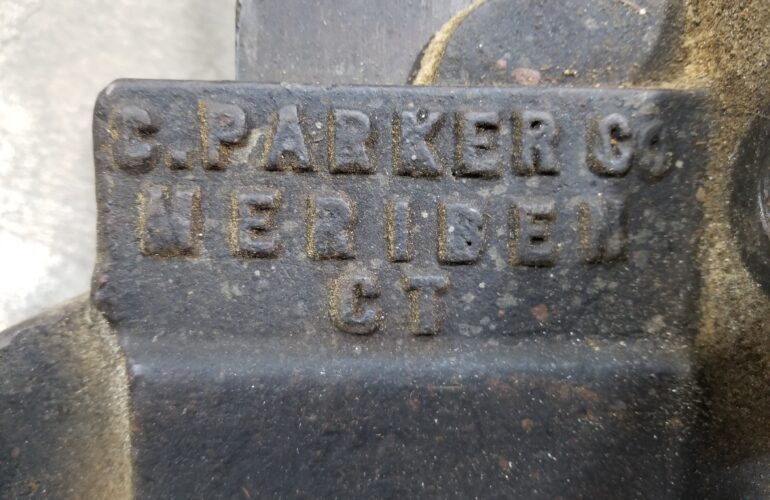 C. PARKER Co
MERIDEN
CT